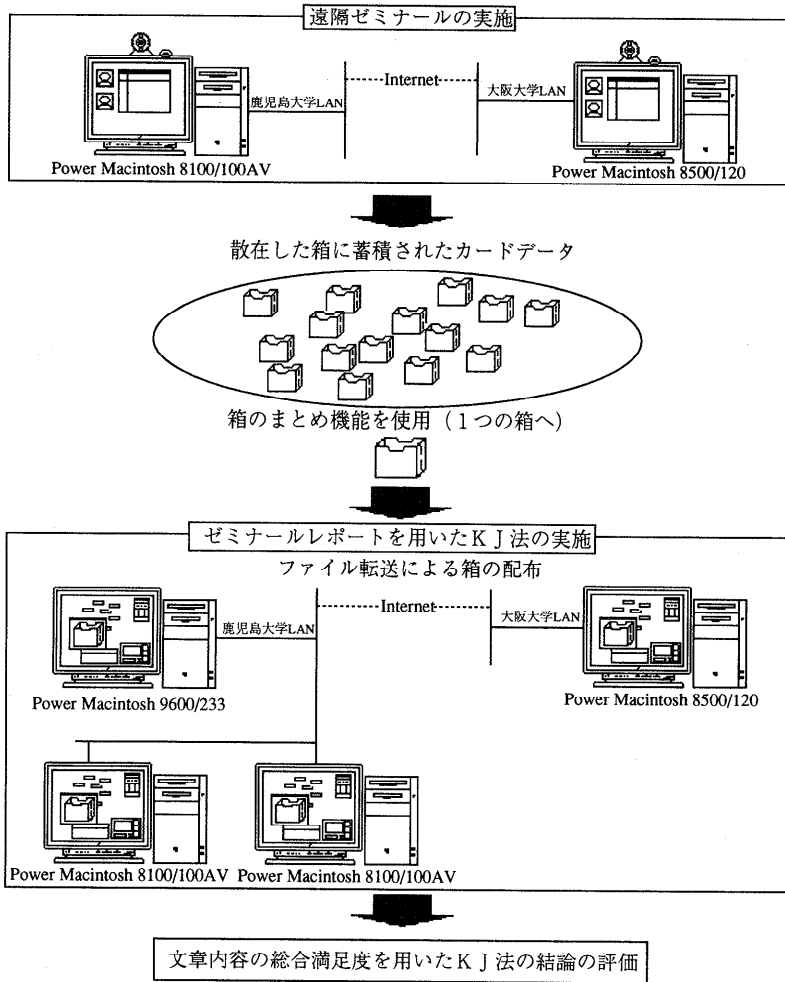 遠隔ゼミナールの実施
Internet
鹿児島大学LAN
大阪大学LAN
Power Macintosh 8100/100AV
Power Macintosh 8500/120
散在した箱に蓄積されたカードデータ
箱のまとめ機能を使用（１つの箱へ）
ゼミナールレポートを用いたＫＪ法の実施
ファイル転送による箱の配布
Internet
鹿児島大学LAN
大阪大学LAN
Power Macintosh 9600/233
Power Macintosh 8500/120
Power Macintosh 8100/100AV
Power Macintosh 8100/100AV
文章内容の総合満足度を用いたＫＪ法の結論の評価